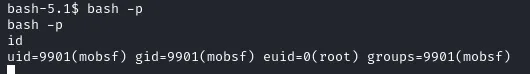 bash-5.1$ bash -p
bash -p
id
uid=9901(mobsf) gid=9901(mobsf) euid=0(root) groups=9901(mobsf)